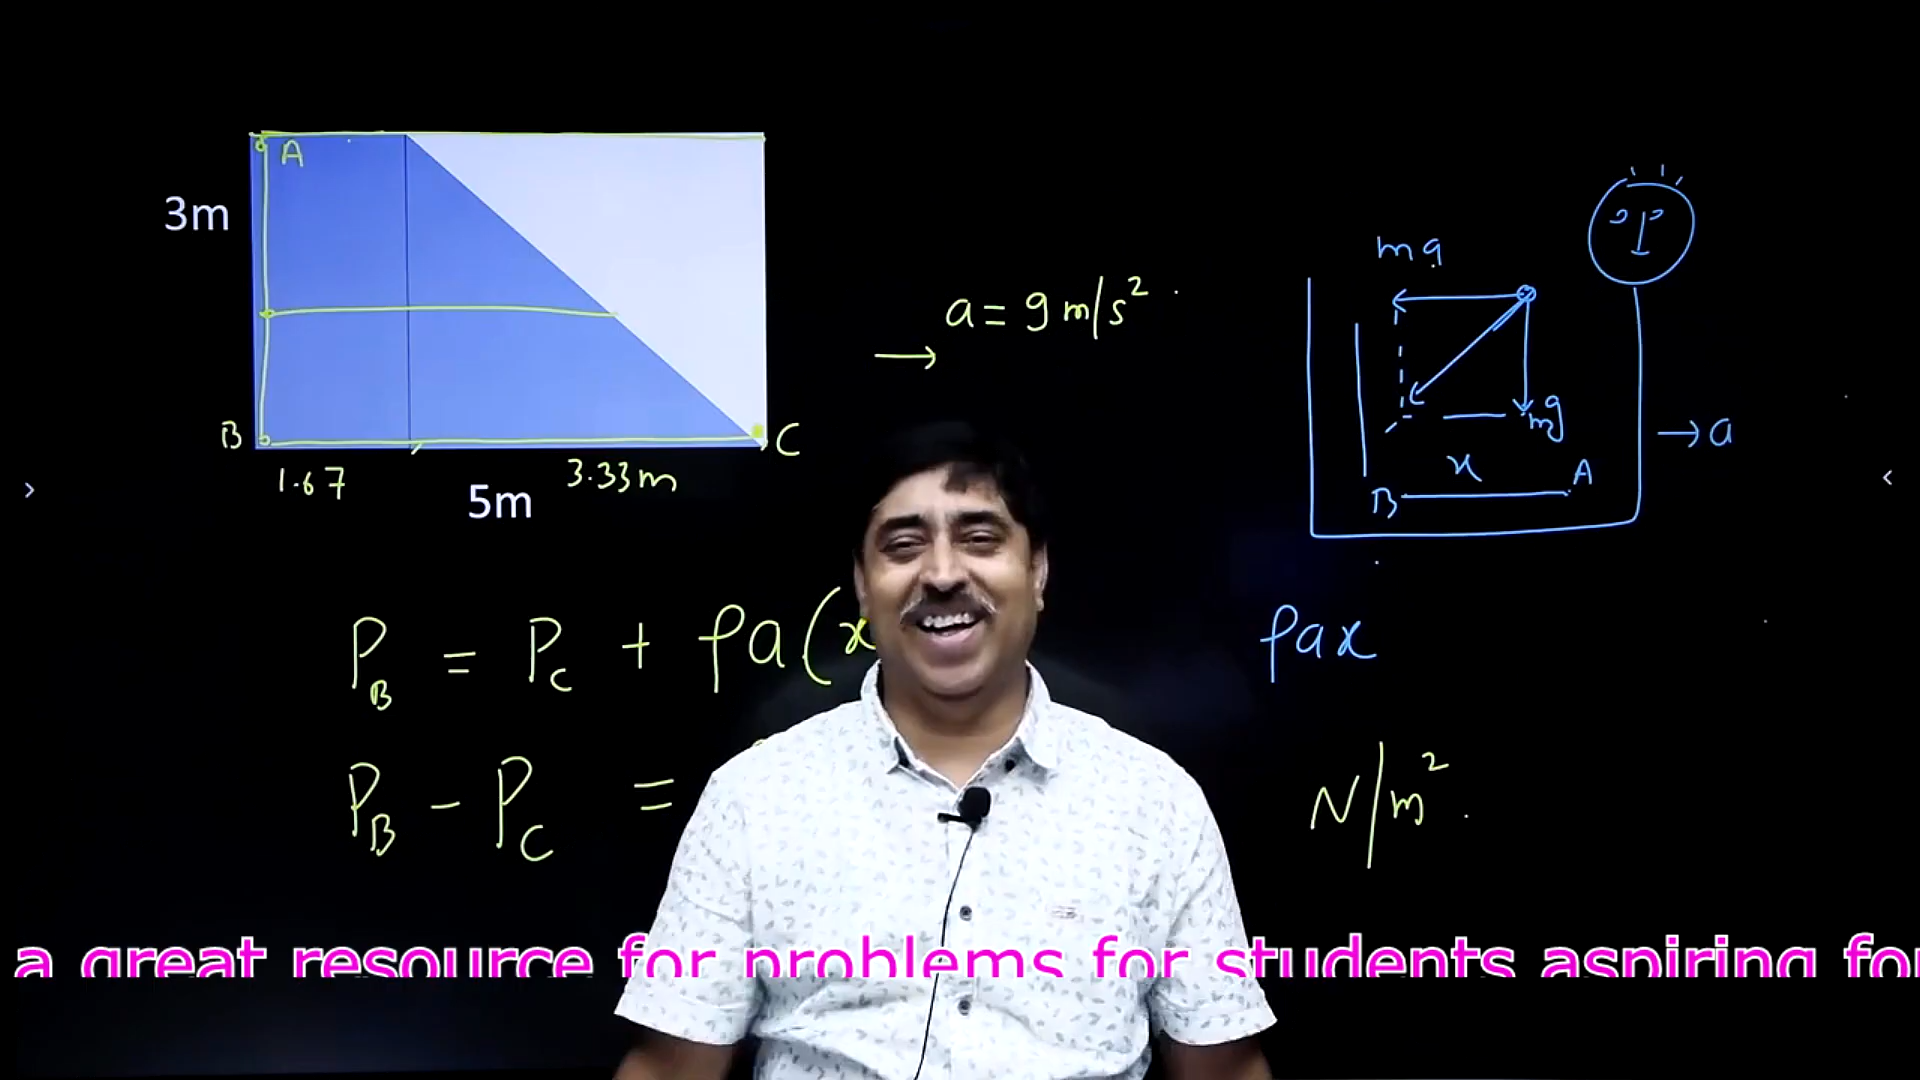 A
3m
B
C
1.67
3.33m
5m
a = 9 m/s²
ma
mg
→ a
x
B
A
P_B = P_C + ρa(x
ρax
P_B - P_C =
N/m².
a great resource for problems for students aspiring for